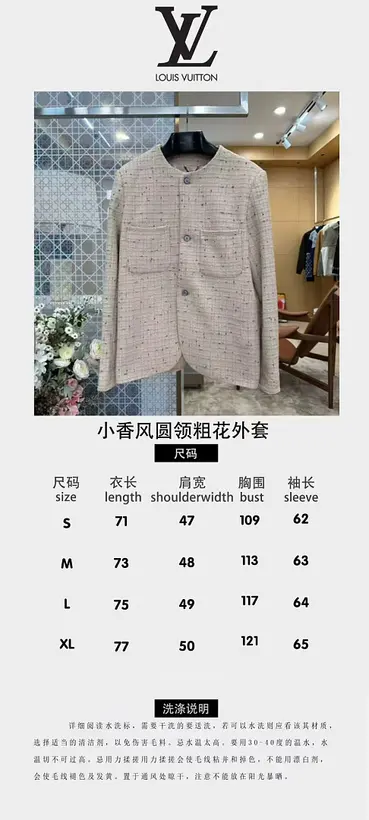 LV
LOUIS VUITTON
小香风圆领粗花外套
尺码
尺码 衣长 肩宽 胸围 袖长
size length shoulderwidth bust sleeve
S 71 47 109 62
M 73 48 113 63
L 75 49 117 64
XL 77 50 121 65
洗涤说明
详细阅读水洗标，需要干洗的要送洗，若可以水洗则应看该其材质，
选择适当的清洁剂，以免伤害毛料。忌水温太高。要用30-40度的温水，水
温切不可过高。忌用力揉搓用力揉搓会使毛线粘并和掉色，不能用漂白剂，
会使毛线褪色及发黄。置于通风处晾干，注意不能放在阳光暴晒。